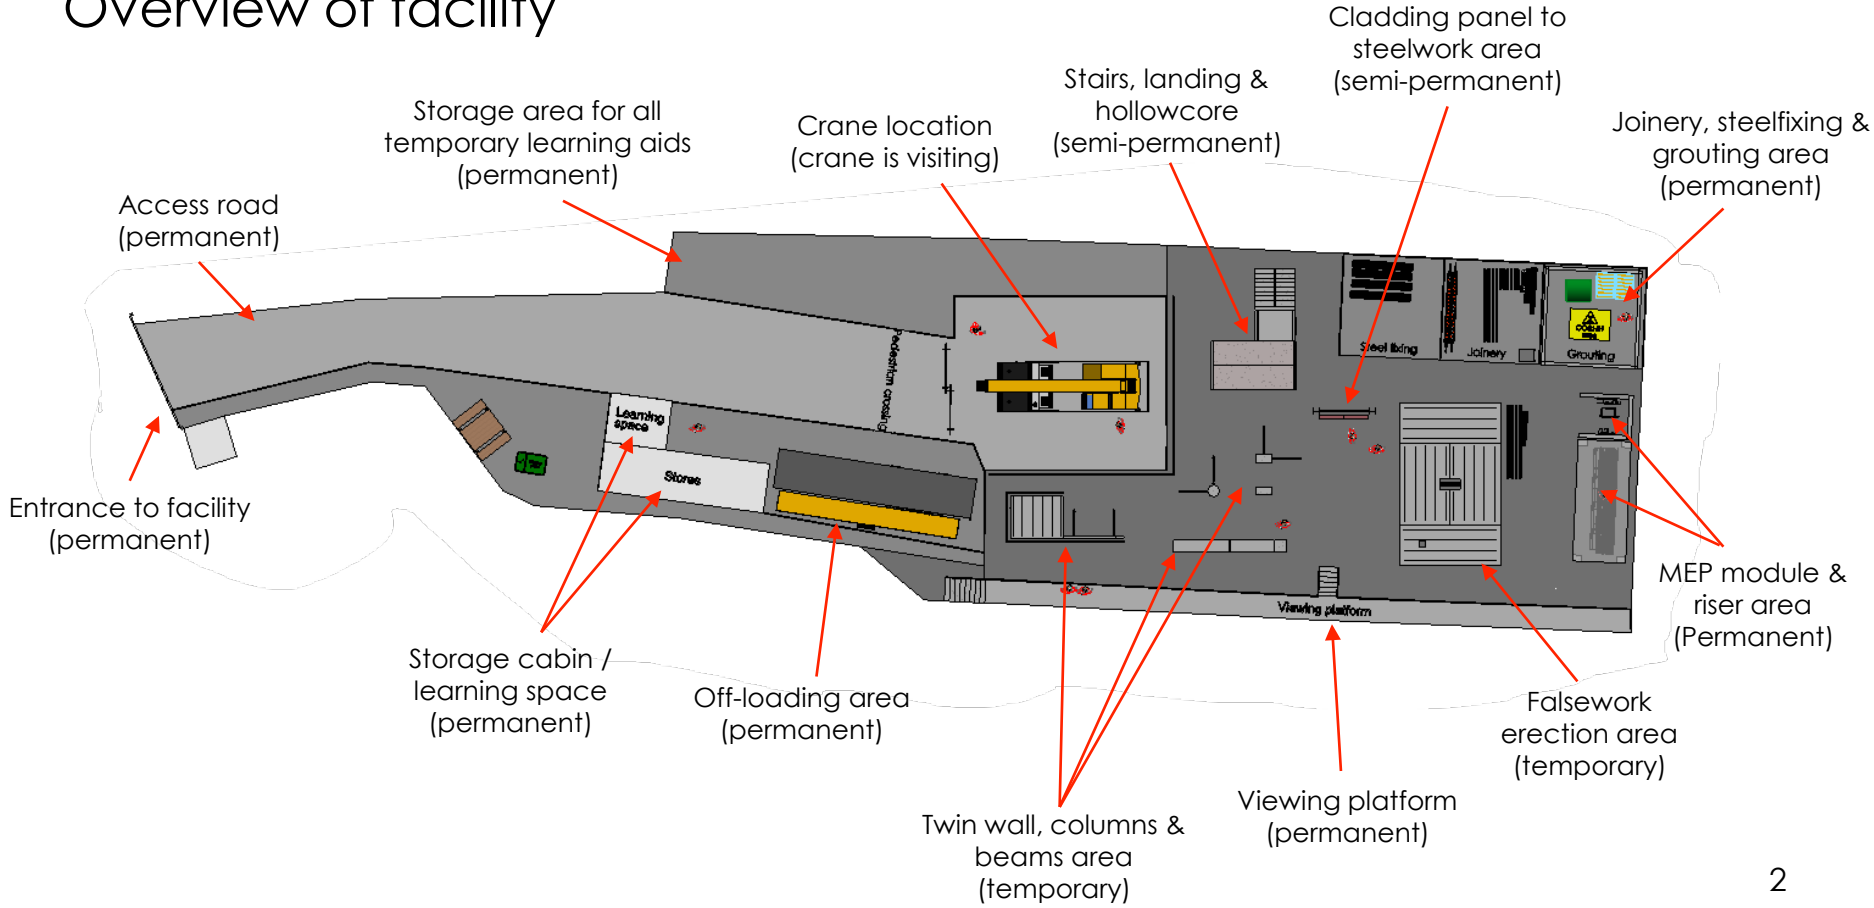 Overview of facility
Cladding panel to
steelwork area
(semi-permanent)
Stairs, landing &
hollowcore
(semi-permanent)
Storage area for all
temporary learning aids
(permanent)
Crane location
(crane is visiting)
Joinery, steelfixing &
grouting area
(permanent)
Access road
(permanent)
Pedestrian crossing
Steel fixing
Joinery
COSHH
Grouting
Learning
space
Stores
Viewing platform
Entrance to facility
(permanent)
MEP module &
riser area
(Permanent)
Storage cabin /
learning space
(permanent)
Off-loading area
(permanent)
Falsework
erection area
(temporary)
Viewing platform
(permanent)
Twin wall, columns &
beams area
(temporary)
2